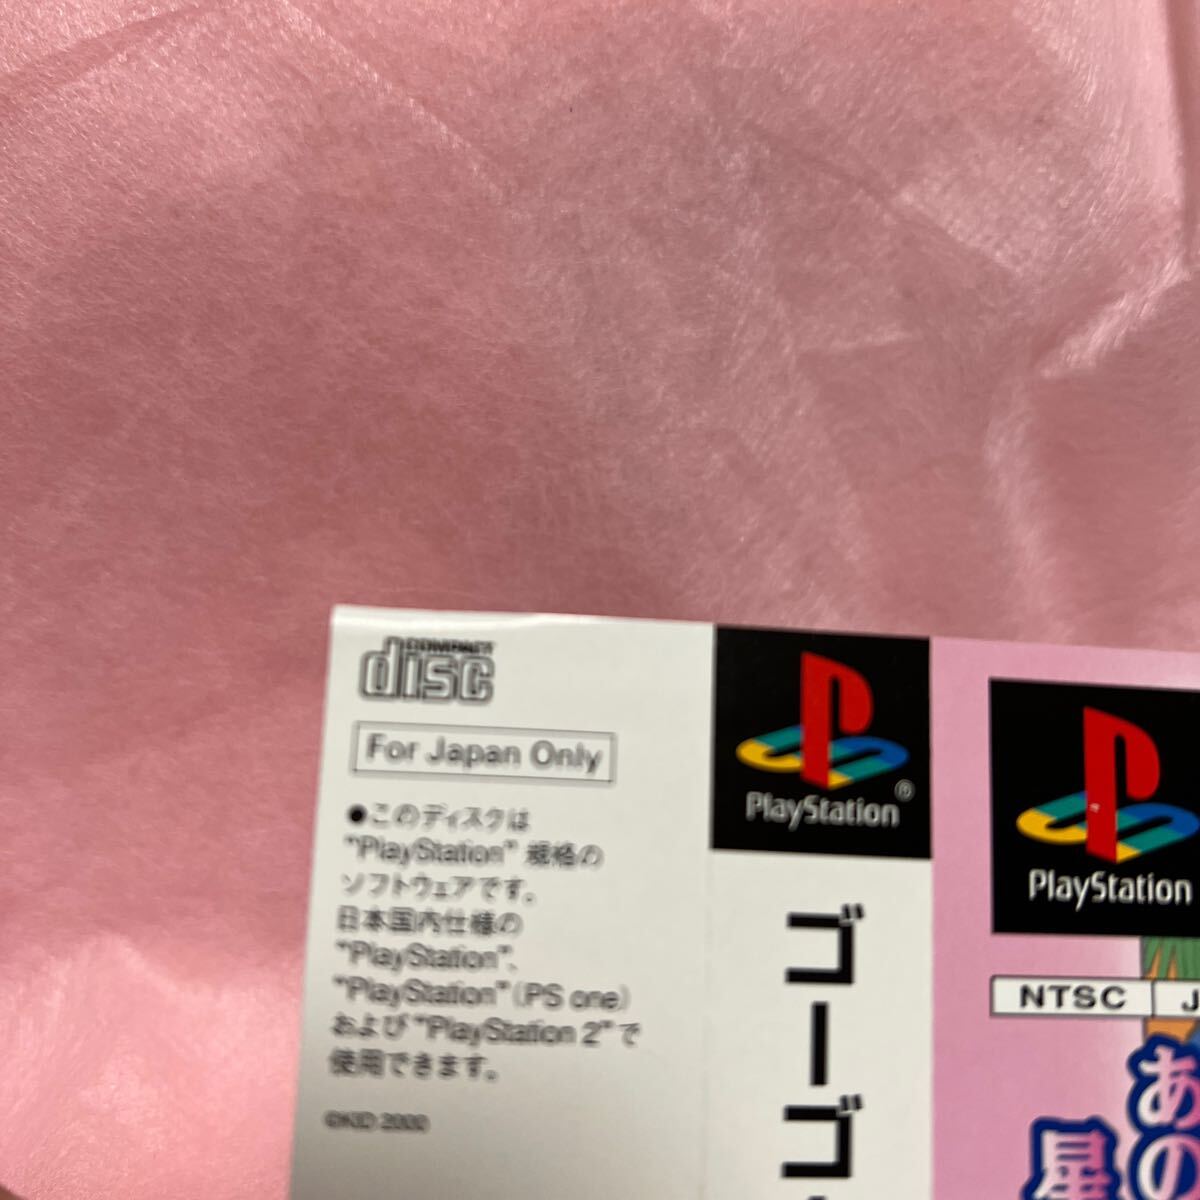 COMPACT
disc
For Japan Only
●このディスクは
"PlayStation" 規格の
ソフトウェアです。
日本国内仕様の
"PlayStation"、
"PlayStation"(PS one)
および "PlayStation 2"で
使用できます。
©KID 2000
PlayStation®
ゴーゴ
PlayStation
NTSC J
あの
星